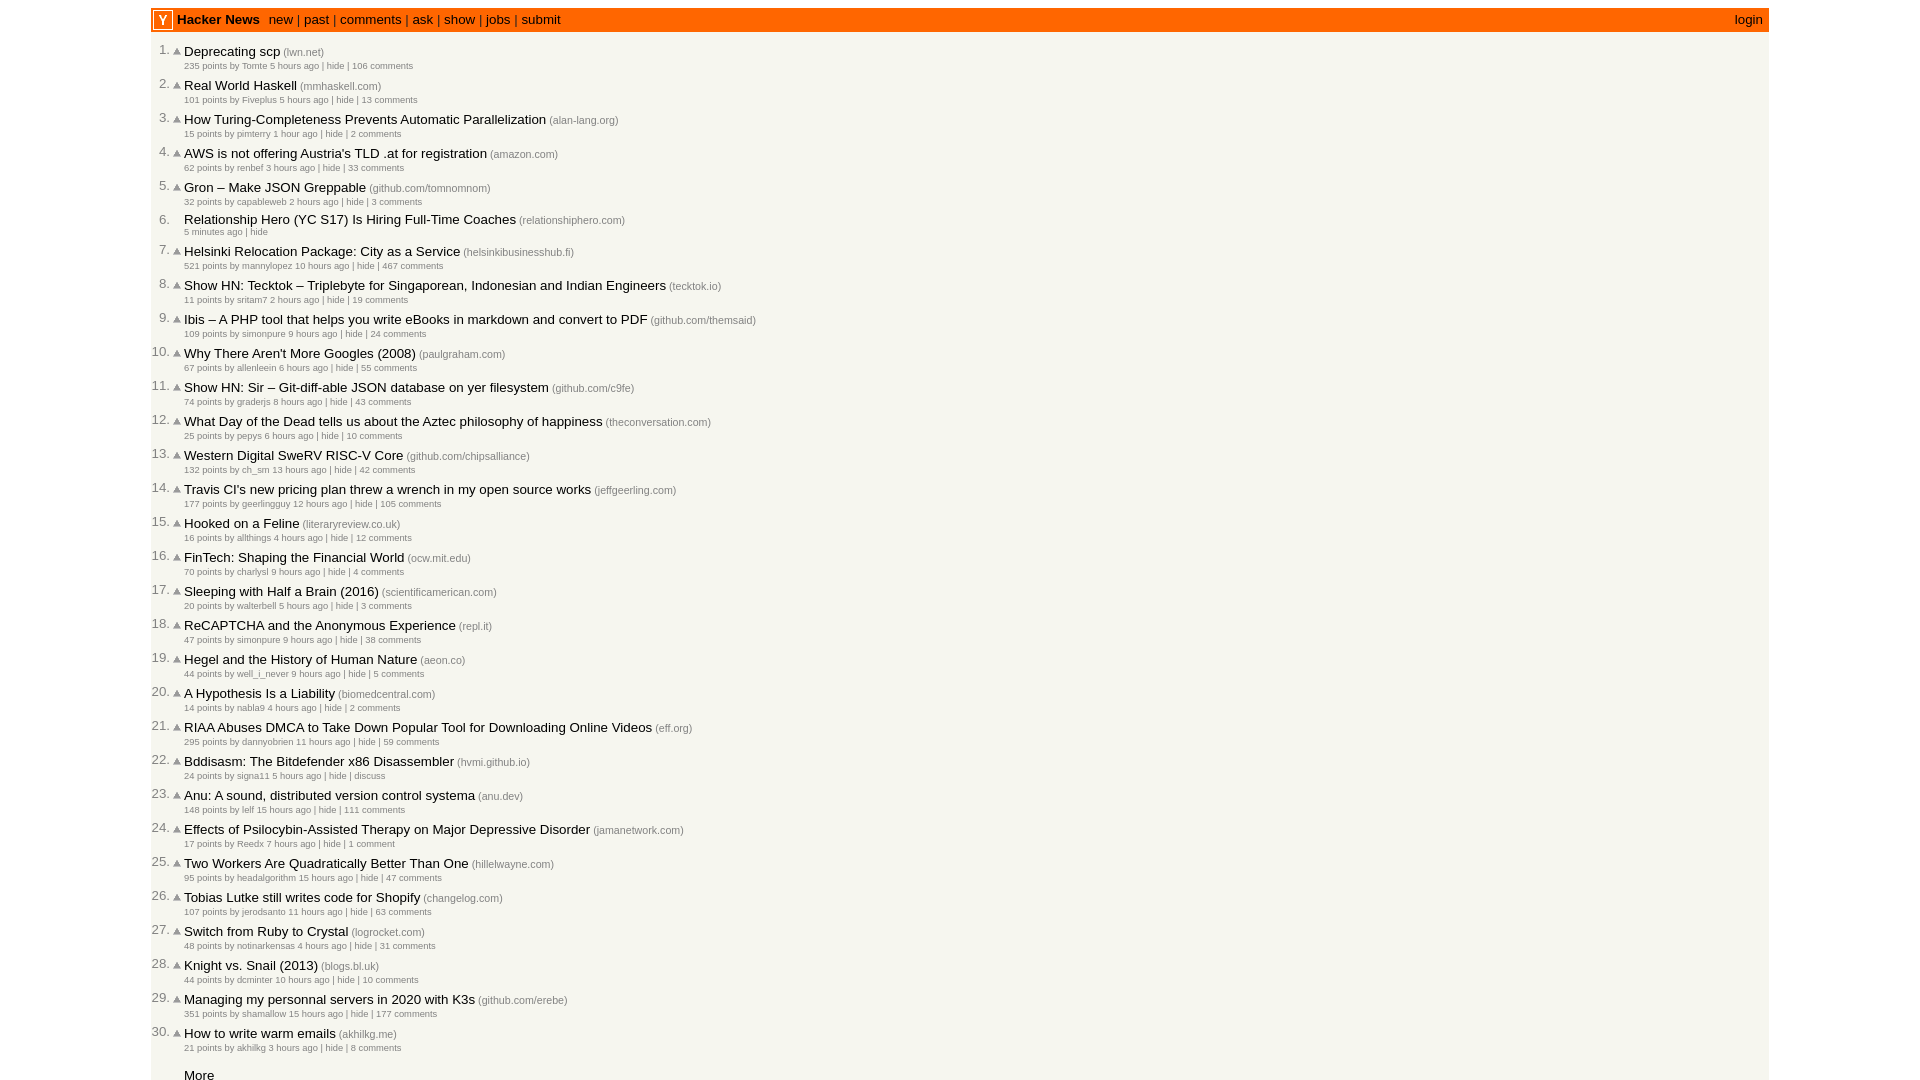 Y Hacker News new | past | comments | ask | show | jobs | submit login
1. Deprecating scp (lwn.net)
235 points by Tomte 5 hours ago | hide | 106 comments
2. Real World Haskell (mmhaskell.com)
101 points by Fiveplus 5 hours ago | hide | 13 comments
3. How Turing-Completeness Prevents Automatic Parallelization (alan-lang.org)
15 points by pimterry 1 hour ago | hide | 2 comments
4. AWS is not offering Austria's TLD .at for registration (amazon.com)
62 points by renbef 3 hours ago | hide | 33 comments
5. Gron – Make JSON Greppable (github.com/tomnomnom)
32 points by capableweb 2 hours ago | hide | 3 comments
6. Relationship Hero (YC S17) Is Hiring Full-Time Coaches (relationshiphero.com)
5 minutes ago | hide
7. Helsinki Relocation Package: City as a Service (helsinkibusinesshub.fi)
521 points by mannylopez 10 hours ago | hide | 467 comments
8. Show HN: Tecktok – Triplebyte for Singaporean, Indonesian and Indian Engineers (tecktok.io)
11 points by sritam7 2 hours ago | hide | 19 comments
9. Ibis – A PHP tool that helps you write eBooks in markdown and convert to PDF (github.com/themsaid)
109 points by simonpure 9 hours ago | hide | 24 comments
10. Why There Aren't More Googles (2008) (paulgraham.com)
67 points by allenleein 6 hours ago | hide | 55 comments
11. Show HN: Sir – Git-diff-able JSON database on yer filesystem (github.com/c9fe)
74 points by graderjs 8 hours ago | hide | 43 comments
12. What Day of the Dead tells us about the Aztec philosophy of happiness (theconversation.com)
25 points by pepys 6 hours ago | hide | 10 comments
13. Western Digital SweRV RISC-V Core (github.com/chipsalliance)
132 points by ch_sm 13 hours ago | hide | 42 comments
14. Travis CI's new pricing plan threw a wrench in my open source works (jeffgeerling.com)
177 points by geerlingguy 12 hours ago | hide | 105 comments
15. Hooked on a Feline (literaryreview.co.uk)
16 points by allthings 4 hours ago | hide | 12 comments
16. FinTech: Shaping the Financial World (ocw.mit.edu)
70 points by charlysl 9 hours ago | hide | 4 comments
17. Sleeping with Half a Brain (2016) (scientificamerican.com)
20 points by walterbell 5 hours ago | hide | 3 comments
18. ReCAPTCHA and the Anonymous Experience (repl.it)
47 points by simonpure 9 hours ago | hide | 38 comments
19. Hegel and the History of Human Nature (aeon.co)
44 points by well_i_never 9 hours ago | hide | 5 comments
20. A Hypothesis Is a Liability (biomedcentral.com)
14 points by nabla9 4 hours ago | hide | 2 comments
21. RIAA Abuses DMCA to Take Down Popular Tool for Downloading Online Videos (eff.org)
295 points by dannyobrien 11 hours ago | hide | 59 comments
22. Bddisasm: The Bitdefender x86 Disassembler (hvmi.github.io)
24 points by signa11 5 hours ago | hide | discuss
23. Anu: A sound, distributed version control systema (anu.dev)
148 points by lelf 15 hours ago | hide | 111 comments
24. Effects of Psilocybin-Assisted Therapy on Major Depressive Disorder (jamanetwork.com)
17 points by Reedx 7 hours ago | hide | 1 comment
25. Two Workers Are Quadratically Better Than One (hillelwayne.com)
95 points by headalgorithm 15 hours ago | hide | 47 comments
26. Tobias Lutke still writes code for Shopify (changelog.com)
107 points by jerodsanto 11 hours ago | hide | 63 comments
27. Switch from Ruby to Crystal (logrocket.com)
48 points by notinarkensas 4 hours ago | hide | 31 comments
28. Knight vs. Snail (2013) (blogs.bl.uk)
44 points by dcminter 10 hours ago | hide | 10 comments
29. Managing my personnal servers in 2020 with K3s (github.com/erebe)
351 points by shamallow 15 hours ago | hide | 177 comments
30. How to write warm emails (akhilkg.me)
21 points by akhilkg 3 hours ago | hide | 8 comments
More